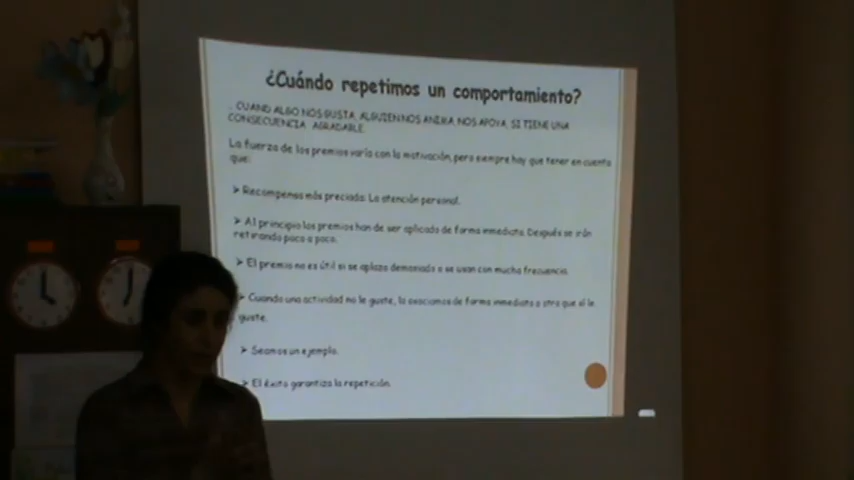 ¿Cuándo repetimos un comportamiento?
. CUAND ALGO NOS GUSTA, ALGUIEN NOS ANIMA, NOS APOYA, SI TIENE UNA
CONSECUENCIA AGRADABLE.
La fuerza de los premios varía con la motivación, pero siempre hay que tener en cuenta
que:
➢ Recompensa más preciada: La atención personal.
➢ Al principio los premios han de ser aplicado de forma inmediata. Después se irán
retirando poco a poco.
➢ El premio no es útil si se aplaza demasiado o se usan con mucha frecuencia.
➢ Cuando una actividad no le guste, la asociamos de forma inmediata a otra que sí le
guste.
➢ Seamos un ejemplo.
➢ El éxito garantiza la repetición.